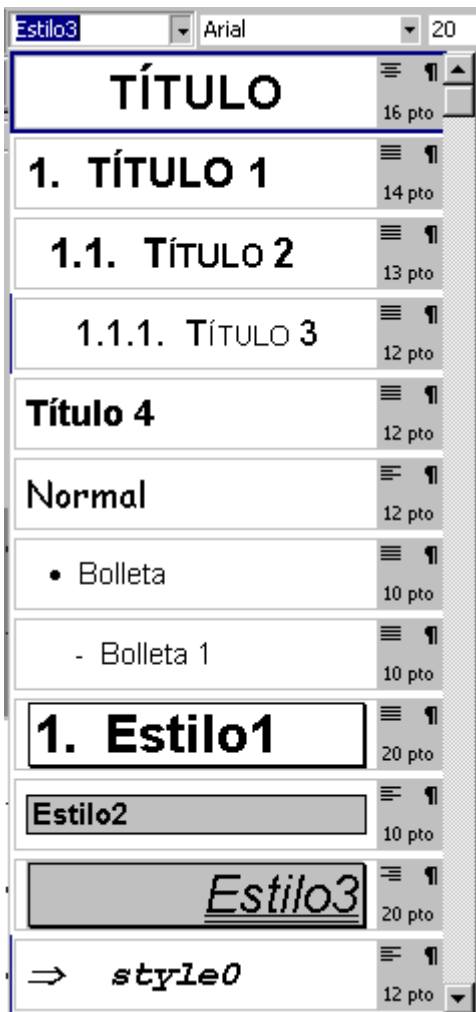 Estilo3 Arial 20
TÍTULO ¶
16 pto
1. TÍTULO 1 ¶
14 pto
1.1. TÍTULO 2 ¶
13 pto
1.1.1. TÍTULO 3 ¶
12 pto
Título 4 ¶
12 pto
Normal ¶
12 pto
• Bolleta ¶
10 pto
- Bolleta 1 ¶
10 pto
1. Estilo1 ¶
20 pto
Estilo2 ¶
10 pto
Estilo3 ¶
20 pto
⇒ style0 ¶
12 pto